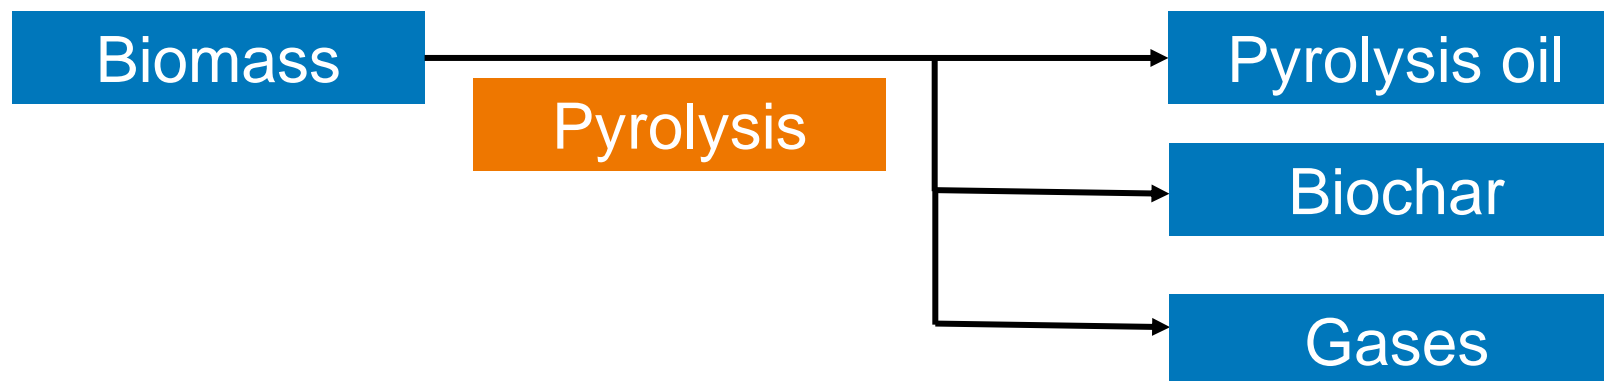 Biomass
Pyrolysis
Pyrolysis oil
Biochar
Gases